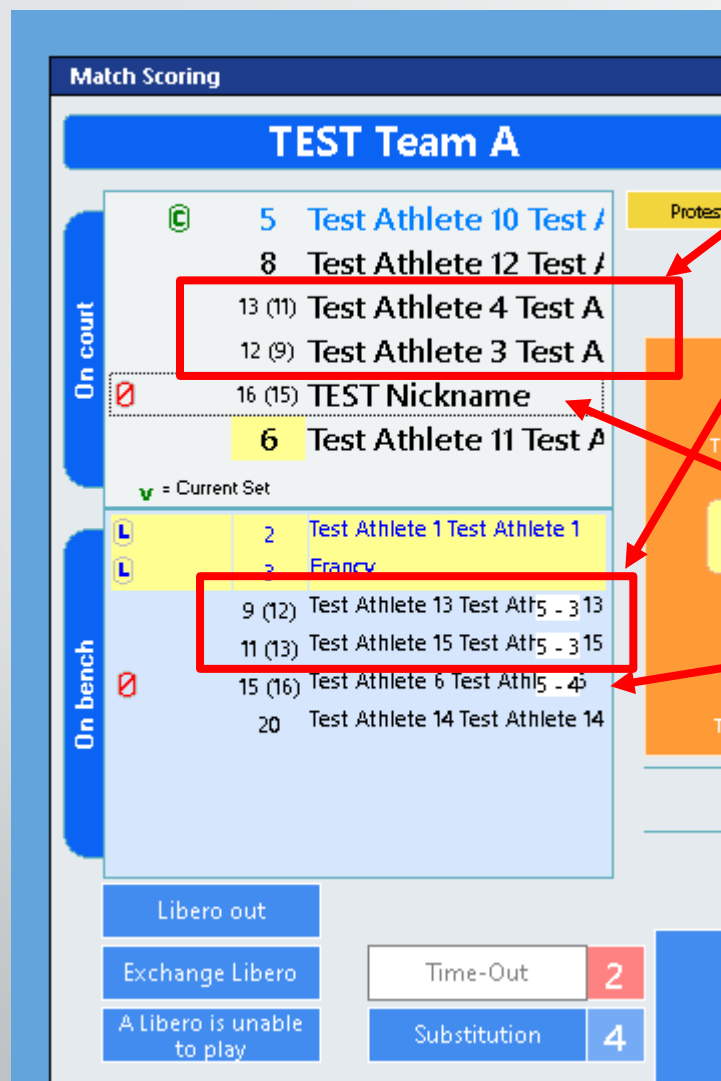 Match Scoring
TEST Team A
On court
C 5 Test Athlete 10 Test A
8 Test Athlete 12 Test A
13 (11) Test Athlete 4 Test A
12 (9) Test Athlete 3 Test A
16 (15) TEST Nickname
6 Test Athlete 11 Test A
v = Current Set
Protes
On bench
L 2 Test Athlete 1 Test Athlete 1
L 3 Francy
9 (12) Test Athlete 13 Test Ath 5 - 3 13
11 (13) Test Athlete 15 Test Ath 5 - 3 15
15 (16) Test Athlete 6 Test Athl 5 - 4
20 Test Athlete 14 Test Athlete 14
T
T
Libero out
Exchange Libero
A Libero is unable
to play
Time-Out 2
Substitution 4